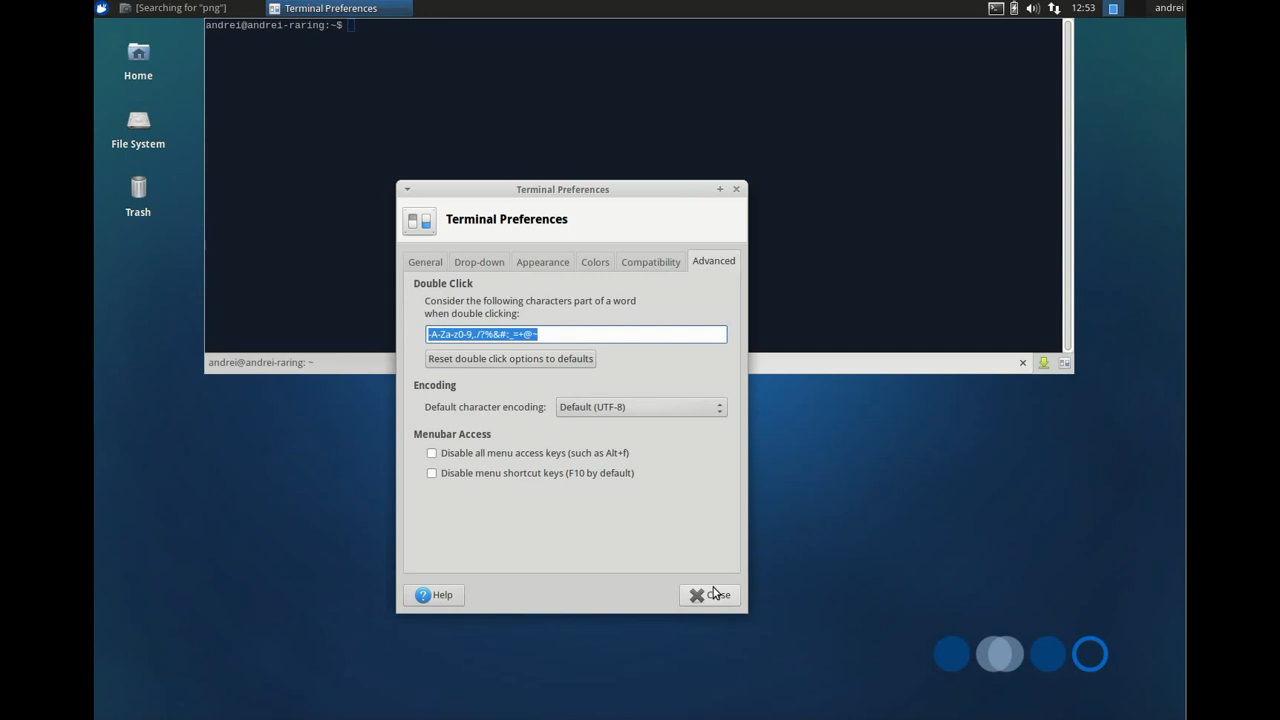 [Searching for "png"]
Terminal Preferences
12:53
andrei
andrei@andrei-raring:~$
Home
File System
Trash
Terminal Preferences
Terminal Preferences
General Drop-down Appearance Colors Compatibility Advanced
Double Click
Consider the following characters part of a word
when double clicking:
-A-Za-z0-9,./?%&#:_=+@~
Reset double click options to defaults
Encoding
Default character encoding: Default (UTF-8)
Menubar Access
Disable all menu access keys (such as Alt+f)
Disable menu shortcut keys (F10 by default)
Help
Close
andrei@andrei-raring: ~